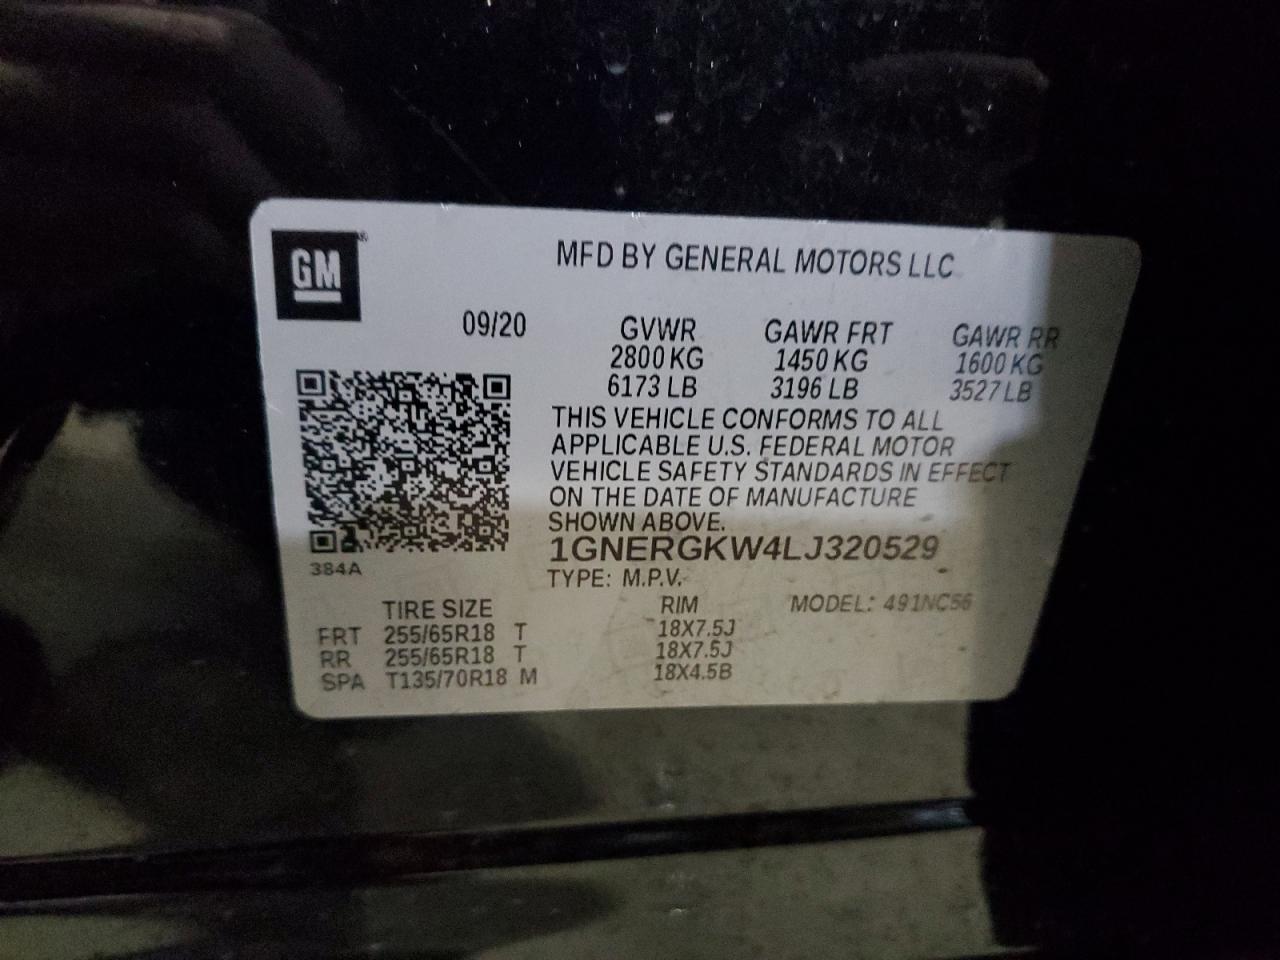 GM
MFD BY GENERAL MOTORS LLC
09/20 GVWR GAWR FRT GAWR RR
2800 KG 1450 KG 1600 KG
6173 LB 3196 LB 3527 LB
THIS VEHICLE CONFORMS TO ALL
APPLICABLE U.S. FEDERAL MOTOR
VEHICLE SAFETY STANDARDS IN EFFECT
ON THE DATE OF MANUFACTURE
SHOWN ABOVE.
1GNERGKW4LJ320529
384A
TYPE: M.P.V.
TIRE SIZE RIM MODEL: 491NC56
FRT 255/65R18 T 18X7.5J
RR 255/65R18 T 18X7.5J
SPA T135/70R18 M 18X4.5B